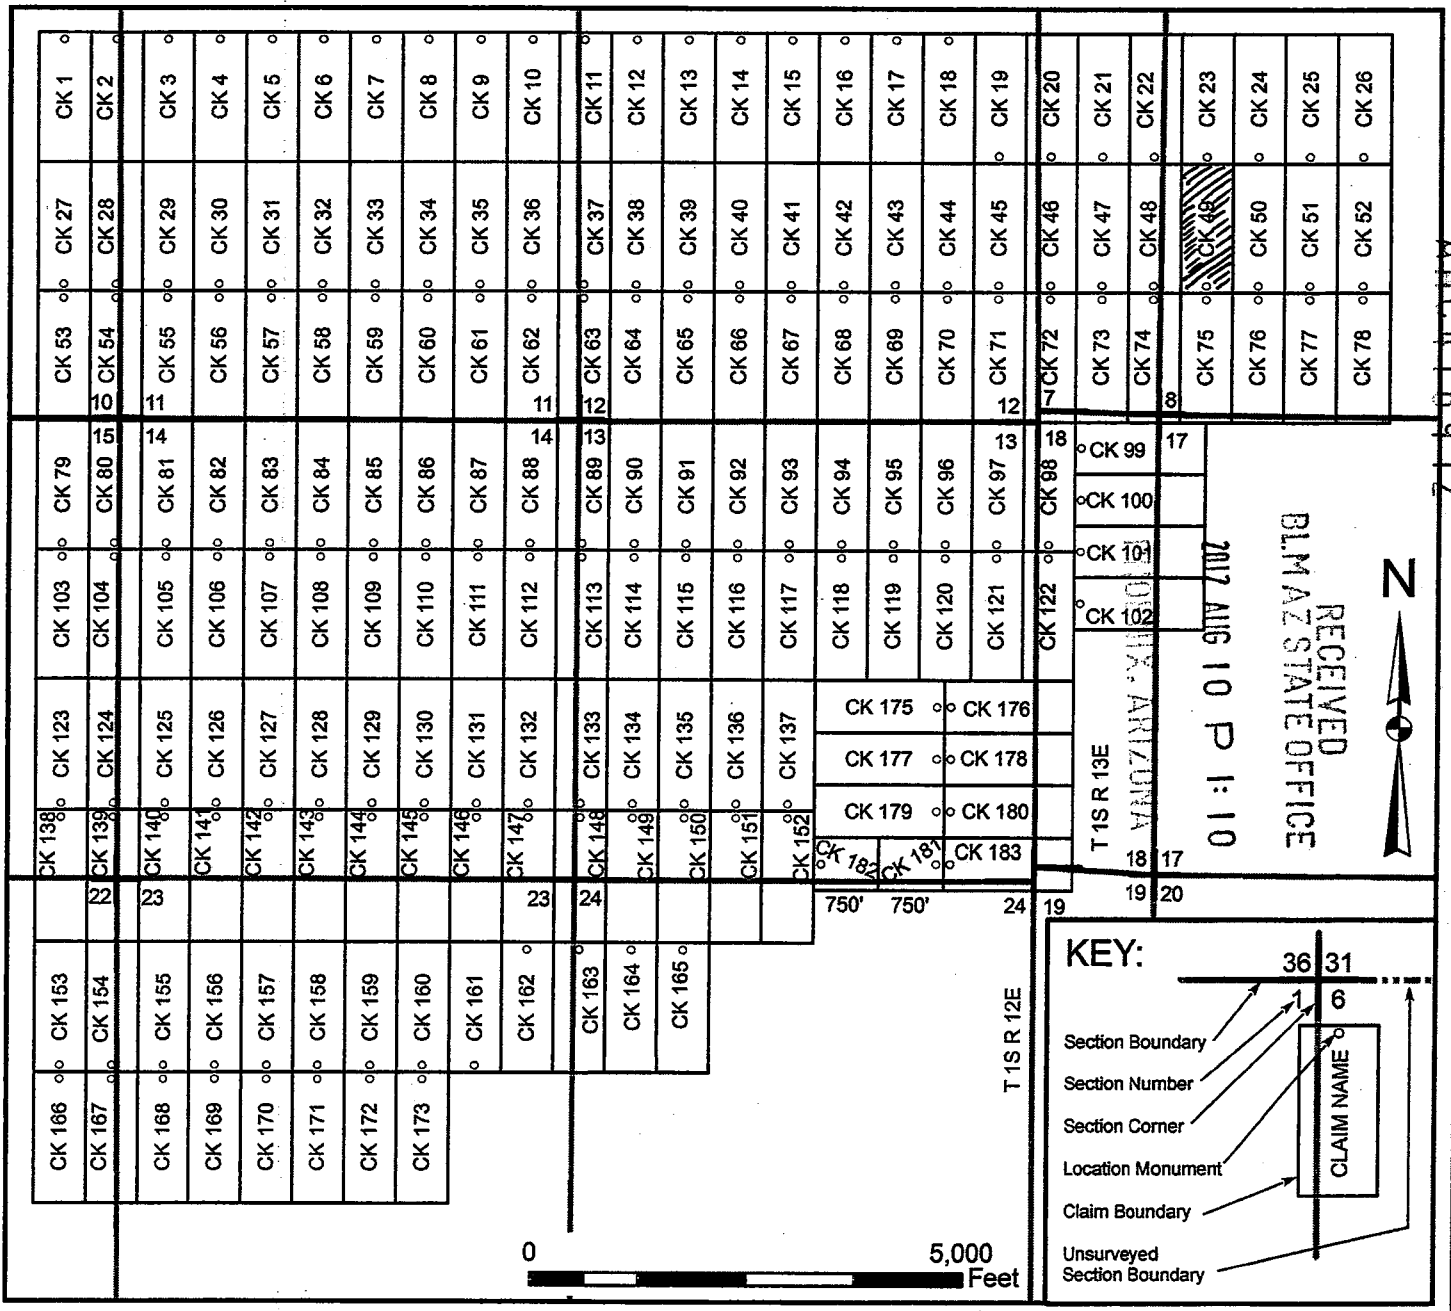 CK 1 CK 2 CK 3 CK 4 CK 5 CK 6 CK 7 CK 8 CK 9 CK 10 CK 11 CK 12 CK 13 CK 14 CK 15 CK 16 CK 17 CK 18 CK 19 CK 20 CK 21 CK 22 CK 23 CK 24 CK 25 CK 26
CK 27 CK 28 CK 29 CK 30 CK 31 CK 32 CK 33 CK 34 CK 35 CK 36 CK 37 CK 38 CK 39 CK 40 CK 41 CK 42 CK 43 CK 44 CK 45 CK 46 CK 47 CK 48 CK 49 CK 50 CK 51 CK 52
CK 53 CK 54 CK 55 CK 56 CK 57 CK 58 CK 59 CK 60 CK 61 CK 62 CK 63 CK 64 CK 65 CK 66 CK 67 CK 68 CK 69 CK 70 CK 71 CK 72 CK 73 CK 74 CK 75 CK 76 CK 77 CK 78
10 11 11 12 12 7 8
15 14 14 13 13 18 17
CK 79 CK 80 CK 81 CK 82 CK 83 CK 84 CK 85 CK 86 CK 87 CK 88 CK 89 CK 90 CK 91 CK 92 CK 93 CK 94 CK 95 CK 96 CK 97 CK 98
CK 99
CK 100
CK 101
CK 102
CK 103 CK 104 CK 105 CK 106 CK 107 CK 108 CK 109 CK 110 CK 111 CK 112 CK 113 CK 114 CK 115 CK 116 CK 117 CK 118 CK 119 CK 120 CK 121 CK 122
CK 123 CK 124 CK 125 CK 126 CK 127 CK 128 CK 129 CK 130 CK 131 CK 132 CK 133 CK 134 CK 135 CK 136 CK 137
CK 175 CK 176
CK 177 CK 178
CK 179 CK 180
CK 182 CK 181 CK 183
CK 138 CK 139 CK 140 CK 141 CK 142 CK 143 CK 144 CK 145 CK 146 CK 147 CK 148 CK 149 CK 150 CK 151 CK 152
18 17
22 23 23 24 750' 750' 24 19 19 20
CK 153 CK 154 CK 155 CK 156 CK 157 CK 158 CK 159 CK 160 CK 161 CK 162 CK 163 CK 164 CK 165
CK 166 CK 167 CK 168 CK 169 CK 170 CK 171 CK 172 CK 173
T 1S R 13E
T 1S R 12E
RECEIVED
BLM AZ STATE OFFICE
2017 AUG 10 P 1:10
PHOENIX, ARIZONA
N
KEY:
36 31
1 6
Section Boundary
Section Number
Section Corner
Location Monument
Claim Boundary
Unsurveyed
Section Boundary
CLAIM NAME
0 5,000
Feet